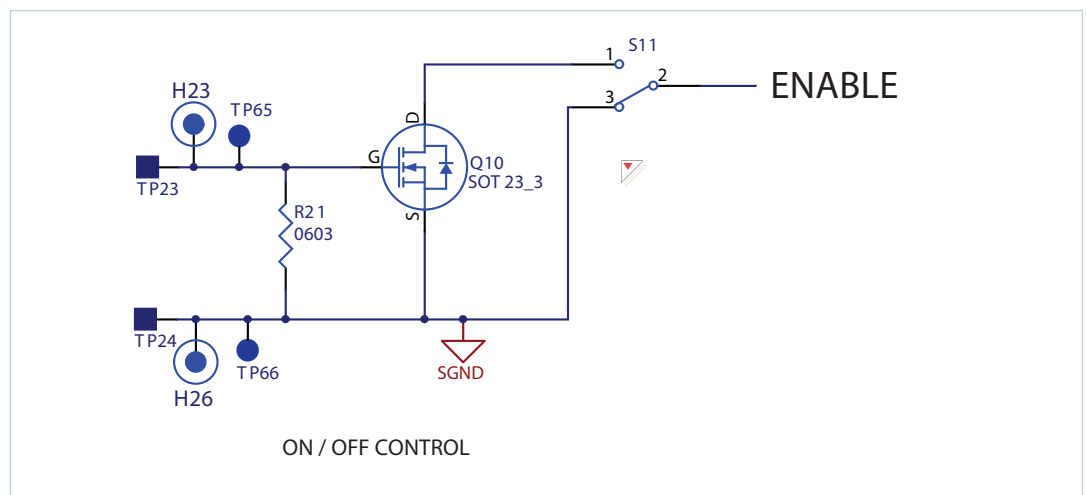 S11
1
2
ENABLE
3
H23
TP65
D
G
Q10
SOT 23_3
TP23
S
R21
0603
TP24
TP66
SGND
H26
ON / OFF CONTROL